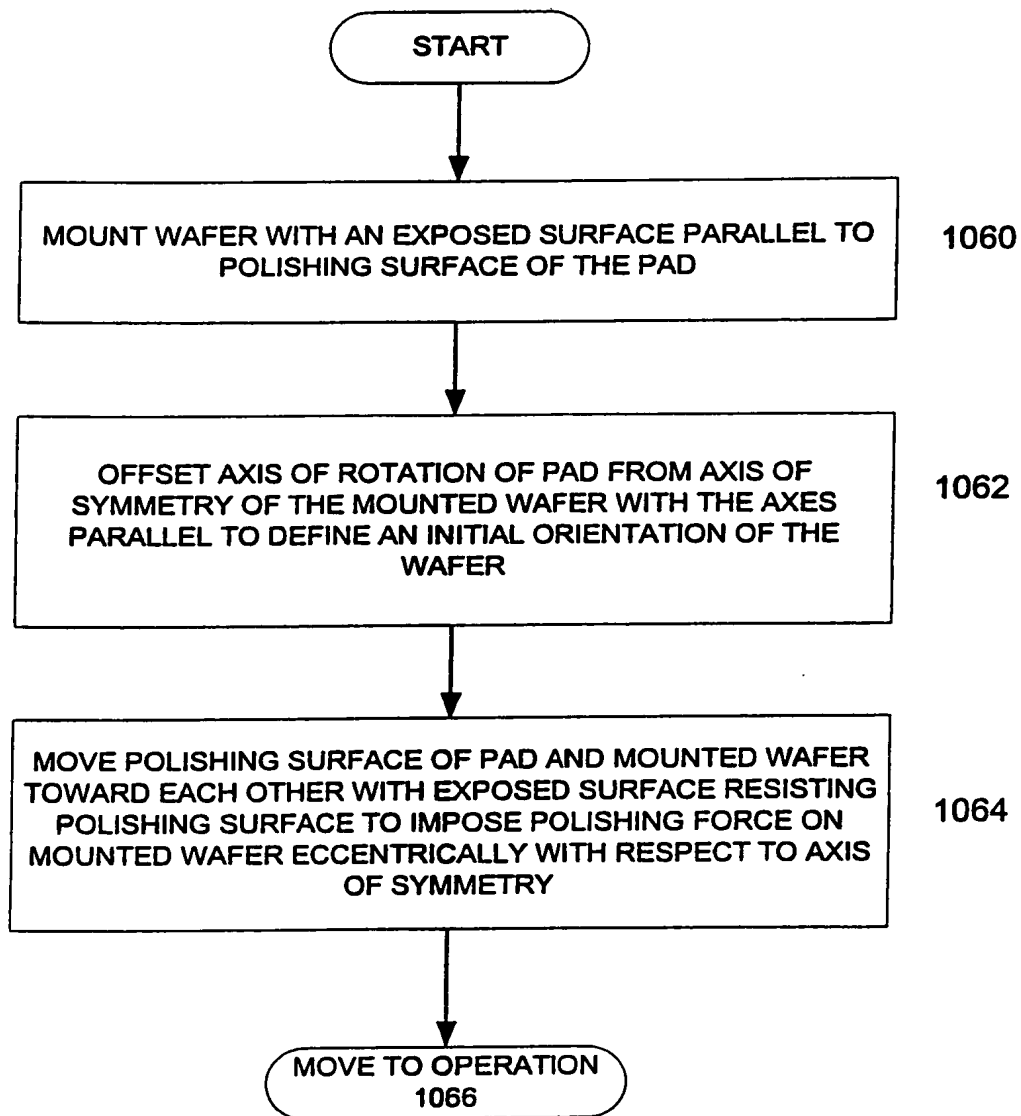 START
MOUNT WAFER WITH AN EXPOSED SURFACE PARALLEL TO
POLISHING SURFACE OF THE PAD
1060
OFFSET AXIS OF ROTATION OF PAD FROM AXIS OF
SYMMETRY OF THE MOUNTED WAFER WITH THE AXES
PARALLEL TO DEFINE AN INITIAL ORIENTATION OF THE
WAFER
1062
MOVE POLISHING SURFACE OF PAD AND MOUNTED WAFER
TOWARD EACH OTHER WITH EXPOSED SURFACE RESISTING
POLISHING SURFACE TO IMPOSE POLISHING FORCE ON
MOUNTED WAFER ECCENTRICALLY WITH RESPECT TO AXIS
OF SYMMETRY
1064
MOVE TO OPERATION
1066